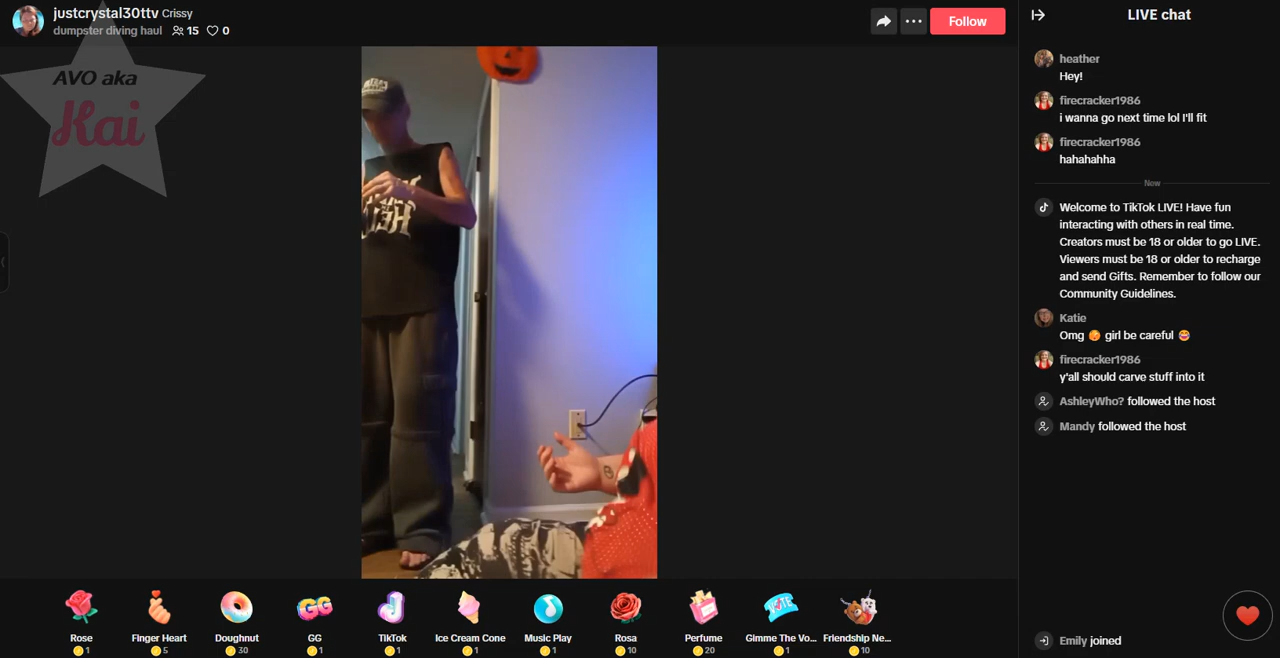 justcrystal30ttv Crissy
dumpster diving haul 15 0
Follow
LIVE chat
AVO aka
Kai
heather
Hey!
firecracker1986
i wanna go next time lol I'll fit
firecracker1986
hahahahha
New
Welcome to TikTok LIVE! Have fun
interacting with others in real time.
Creators must be 18 or older to go LIVE.
Viewers must be 18 or older to recharge
and send Gifts. Remember to follow our
Community Guidelines.
Katie
Omg 🥵 girl be careful 😂
firecracker1986
y'all should carve stuff into it
AshleyWho? followed the host
Mandy followed the host
Emily joined
Rose
1
Finger Heart
5
Doughnut
30
GG
1
TikTok
1
Ice Cream Cone
1
Music Play
1
Rosa
10
Perfume
20
GImme The Vo...
1
Friendship Ne...
10